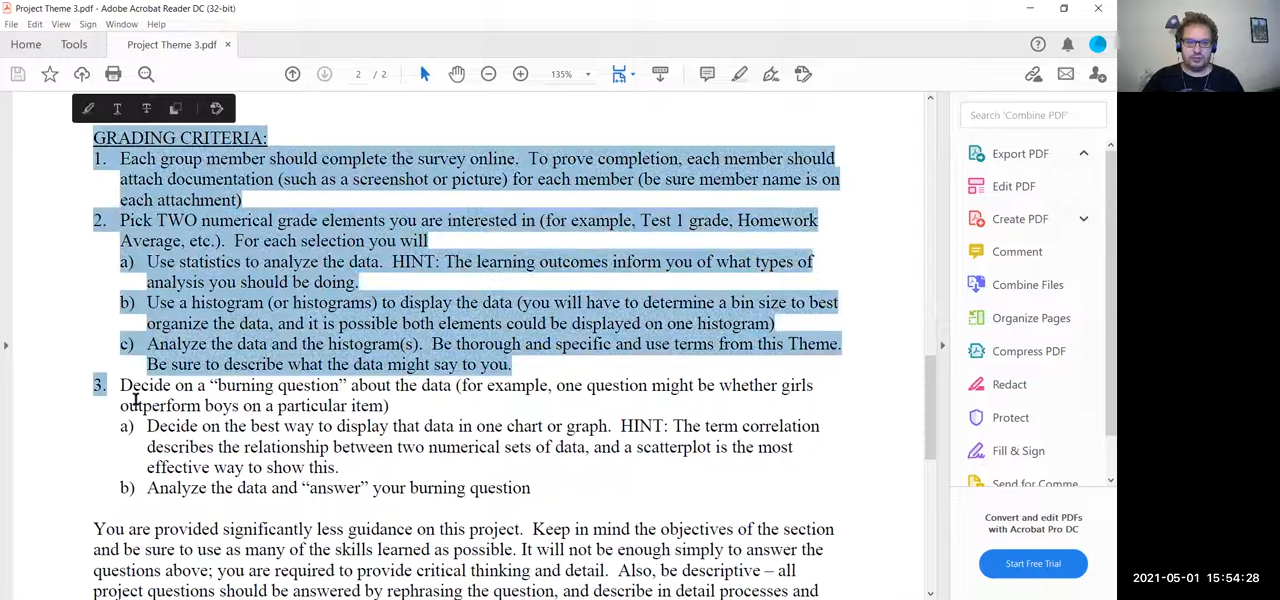 Project Theme 3.pdf - Adobe Acrobat Reader DC (32-bit)
File Edit View Sign Window Help
Home Tools Project Theme 3.pdf ×
2 / 2 135%
GRADING CRITERIA:
1. Each group member should complete the survey online. To prove completion, each member should
attach documentation (such as a screenshot or picture) for each member (be sure member name is on
each attachment)
2. Pick TWO numerical grade elements you are interested in (for example, Test 1 grade, Homework
Average, etc.). For each selection you will
a) Use statistics to analyze the data. HINT: The learning outcomes inform you of what types of
analysis you should be doing.
b) Use a histogram (or histograms) to display the data (you will have to determine a bin size to best
organize the data, and it is possible both elements could be displayed on one histogram)
c) Analyze the data and the histogram(s). Be thorough and specific and use terms from this Theme.
Be sure to describe what the data might say to you.
3. Decide on a “burning question” about the data (for example, one question might be whether girls
outperform boys on a particular item)
a) Decide on the best way to display that data in one chart or graph. HINT: The term correlation
describes the relationship between two numerical sets of data, and a scatterplot is the most
effective way to show this.
b) Analyze the data and “answer” your burning question
You are provided significantly less guidance on this project. Keep in mind the objectives of the section
and be sure to use as many of the skills learned as possible. It will not be enough simply to answer the
questions above; you are required to provide critical thinking and detail. Also, be descriptive – all
project questions should be answered by rephrasing the question, and describe in detail processes and
Search 'Combine PDF'
Export PDF
Edit PDF
Create PDF
Comment
Combine Files
Organize Pages
Compress PDF
Redact
Protect
Fill & Sign
Send for Comme
Convert and edit PDFs
with Acrobat Pro DC
Start Free Trial
2021-05-01 15:54:28